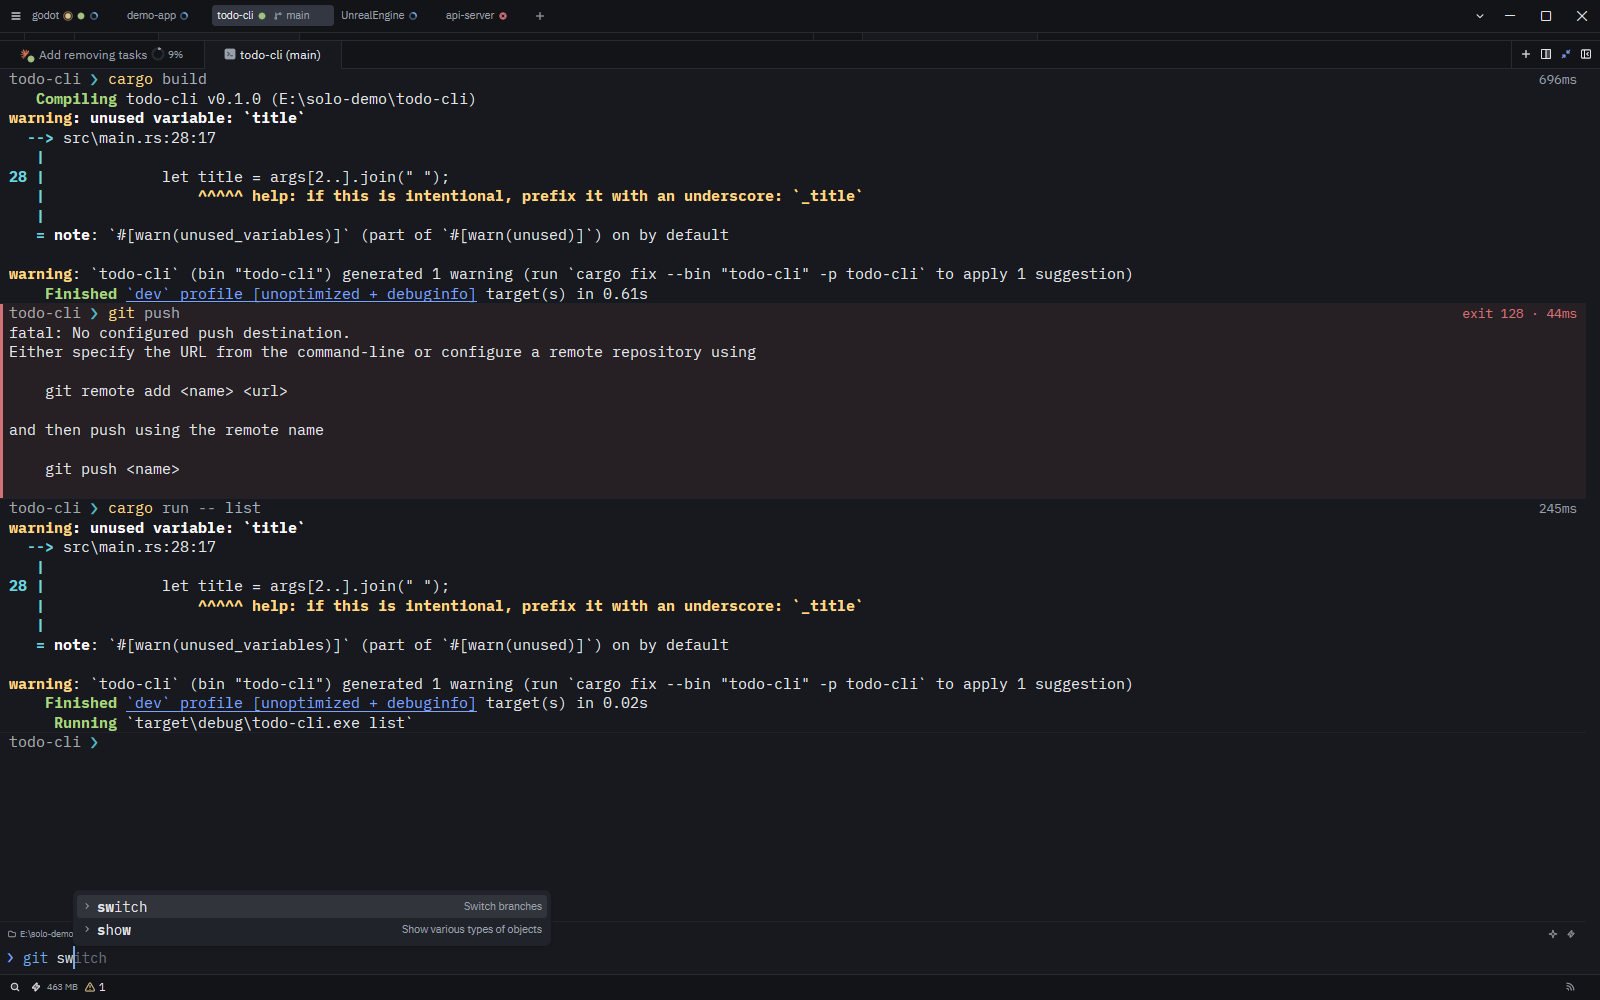 godot demo-app todo-cli main UnrealEngine api-server
Add removing tasks 9% todo-cli (main)
todo-cli ❯ cargo build 696ms
   Compiling todo-cli v0.1.0 (E:\solo-demo\todo-cli)
warning: unused variable: `title`
  --> src\main.rs:28:17
   |
28 |             let title = args[2..].join(" ");
   |                 ^^^^^ help: if this is intentional, prefix it with an underscore: `_title`
   |
   = note: `#[warn(unused_variables)]` (part of `#[warn(unused)]`) on by default
warning: `todo-cli` (bin "todo-cli") generated 1 warning (run `cargo fix --bin "todo-cli" -p todo-cli` to apply 1 suggestion)
    Finished `dev` profile [unoptimized + debuginfo] target(s) in 0.61s
todo-cli ❯ git push exit 128 · 44ms
fatal: No configured push destination.
Either specify the URL from the command-line or configure a remote repository using
    git remote add <name> <url>
and then push using the remote name
    git push <name>
todo-cli ❯ cargo run -- list 245ms
warning: unused variable: `title`
  --> src\main.rs:28:17
   |
28 |             let title = args[2..].join(" ");
   |                 ^^^^^ help: if this is intentional, prefix it with an underscore: `_title`
   |
   = note: `#[warn(unused_variables)]` (part of `#[warn(unused)]`) on by default
warning: `todo-cli` (bin "todo-cli") generated 1 warning (run `cargo fix --bin "todo-cli" -p todo-cli` to apply 1 suggestion)
    Finished `dev` profile [unoptimized + debuginfo] target(s) in 0.02s
     Running `target\debug\todo-cli.exe list`
todo-cli ❯
switch Switch branches
show Show various types of objects
E:\solo-demo
❯ git switch
463 MB 1